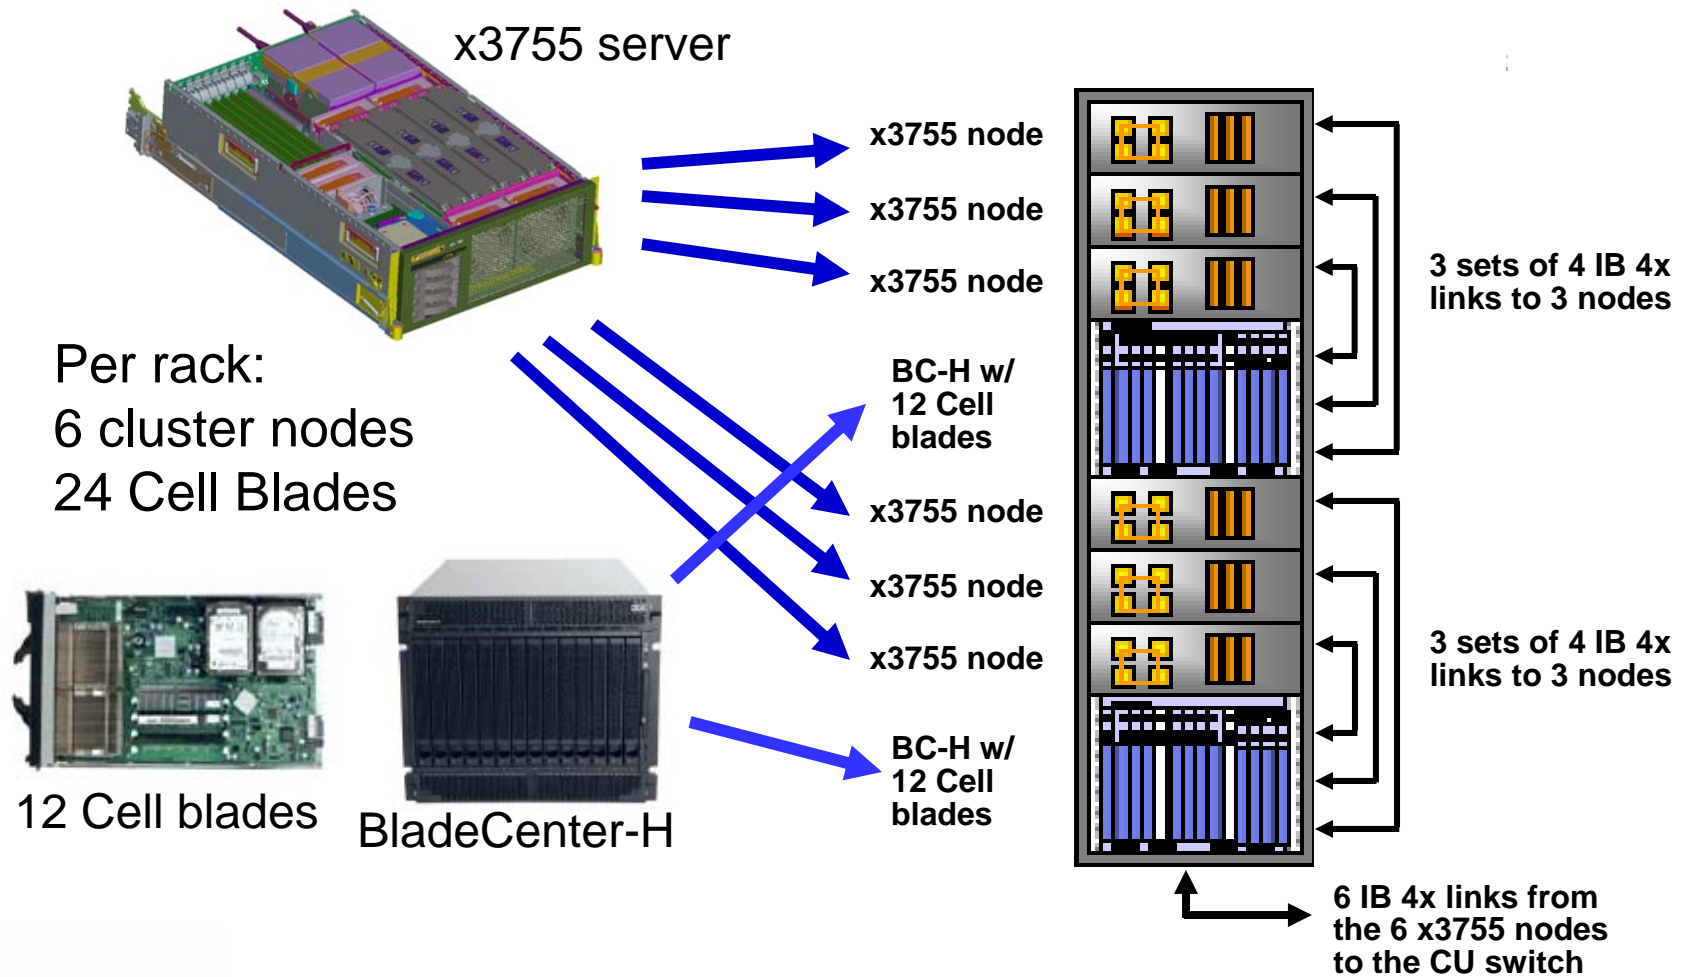 x3755 server
x3755 node
x3755 node
x3755 node
3 sets of 4 IB 4x
links to 3 nodes
Per rack:
6 cluster nodes
24 Cell Blades
BC-H w/
12 Cell
blades
x3755 node
x3755 node
x3755 node
3 sets of 4 IB 4x
links to 3 nodes
BC-H w/
12 Cell
blades
12 Cell blades
BladeCenter-H
6 IB 4x links from
the 6 x3755 nodes
to the CU switch